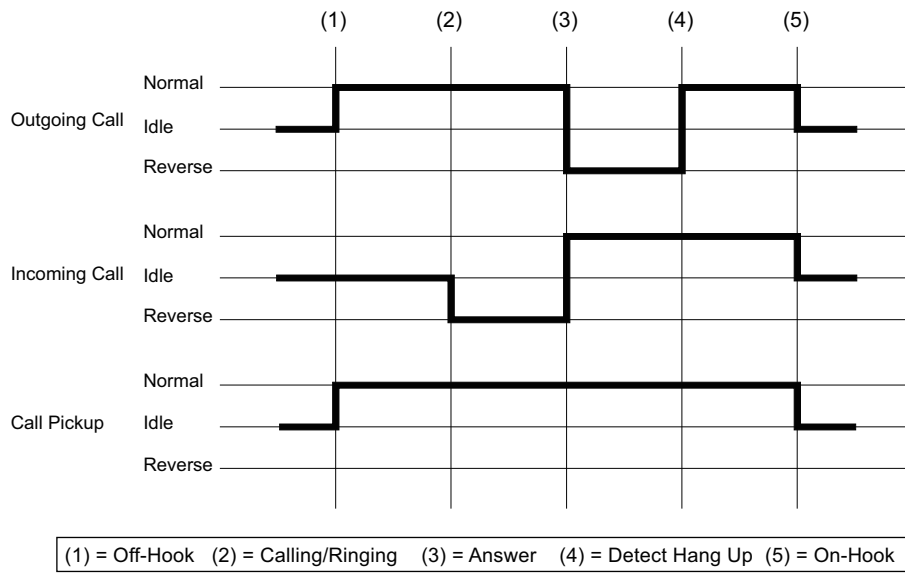 (1) (2) (3) (4) (5)
Normal
Outgoing Call Idle
Reverse
Normal
Incoming Call Idle
Reverse
Normal
Call Pickup Idle
Reverse
(1) = Off-Hook (2) = Calling/Ringing (3) = Answer (4) = Detect Hang Up (5) = On-Hook